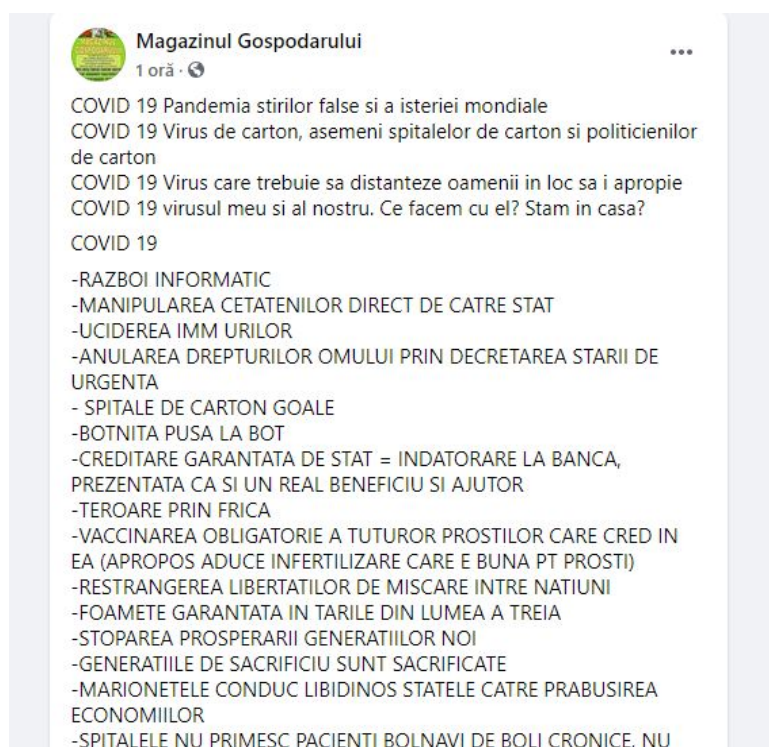 Magazinul Gospodarului
1 oră ·
COVID 19 Pandemia stirilor false si a isteriei mondiale
COVID 19 Virus de carton, asemeni spitalelor de carton si politicienilor
de carton
COVID 19 Virus care trebuie sa distanteze oamenii in loc sa i apropie
COVID 19 virusul meu si al nostru. Ce facem cu el? Stam in casa?
COVID 19
-RAZBOI INFORMATIC
-MANIPULAREA CETATENILOR DIRECT DE CATRE STAT
-UCIDEREA IMM URILOR
-ANULAREA DREPTURILOR OMULUI PRIN DECRETAREA STARII DE
URGENTA
- SPITALE DE CARTON GOALE
-BOTNITA PUSA LA BOT
-CREDITARE GARANTATA DE STAT = INDATORARE LA BANCA,
PREZENTATA CA SI UN REAL BENEFICIU SI AJUTOR
-TEROARE PRIN FRICA
-VACCINAREA OBLIGATORIE A TUTUROR PROSTILOR CARE CRED IN
EA (APROPOS ADUCE INFERTILIZARE CARE E BUNA PT PROSTI)
-RESTRANGEREA LIBERTATILOR DE MISCARE INTRE NATIUNI
-FOAMETE GARANTATA IN TARILE DIN LUMEA A TREIA
-STOPAREA PROSPERARII GENERATIILOR NOI
-GENERATIILE DE SACRIFICIU SUNT SACRIFICATE
-MARIONETELE CONDUC LIBIDINOS STATELE CATRE PRABUSIREA
ECONOMIILOR
-SPITALELE NU PRIMESC PACIENTI BOLNAVI DE BOLI CRONICE, NU